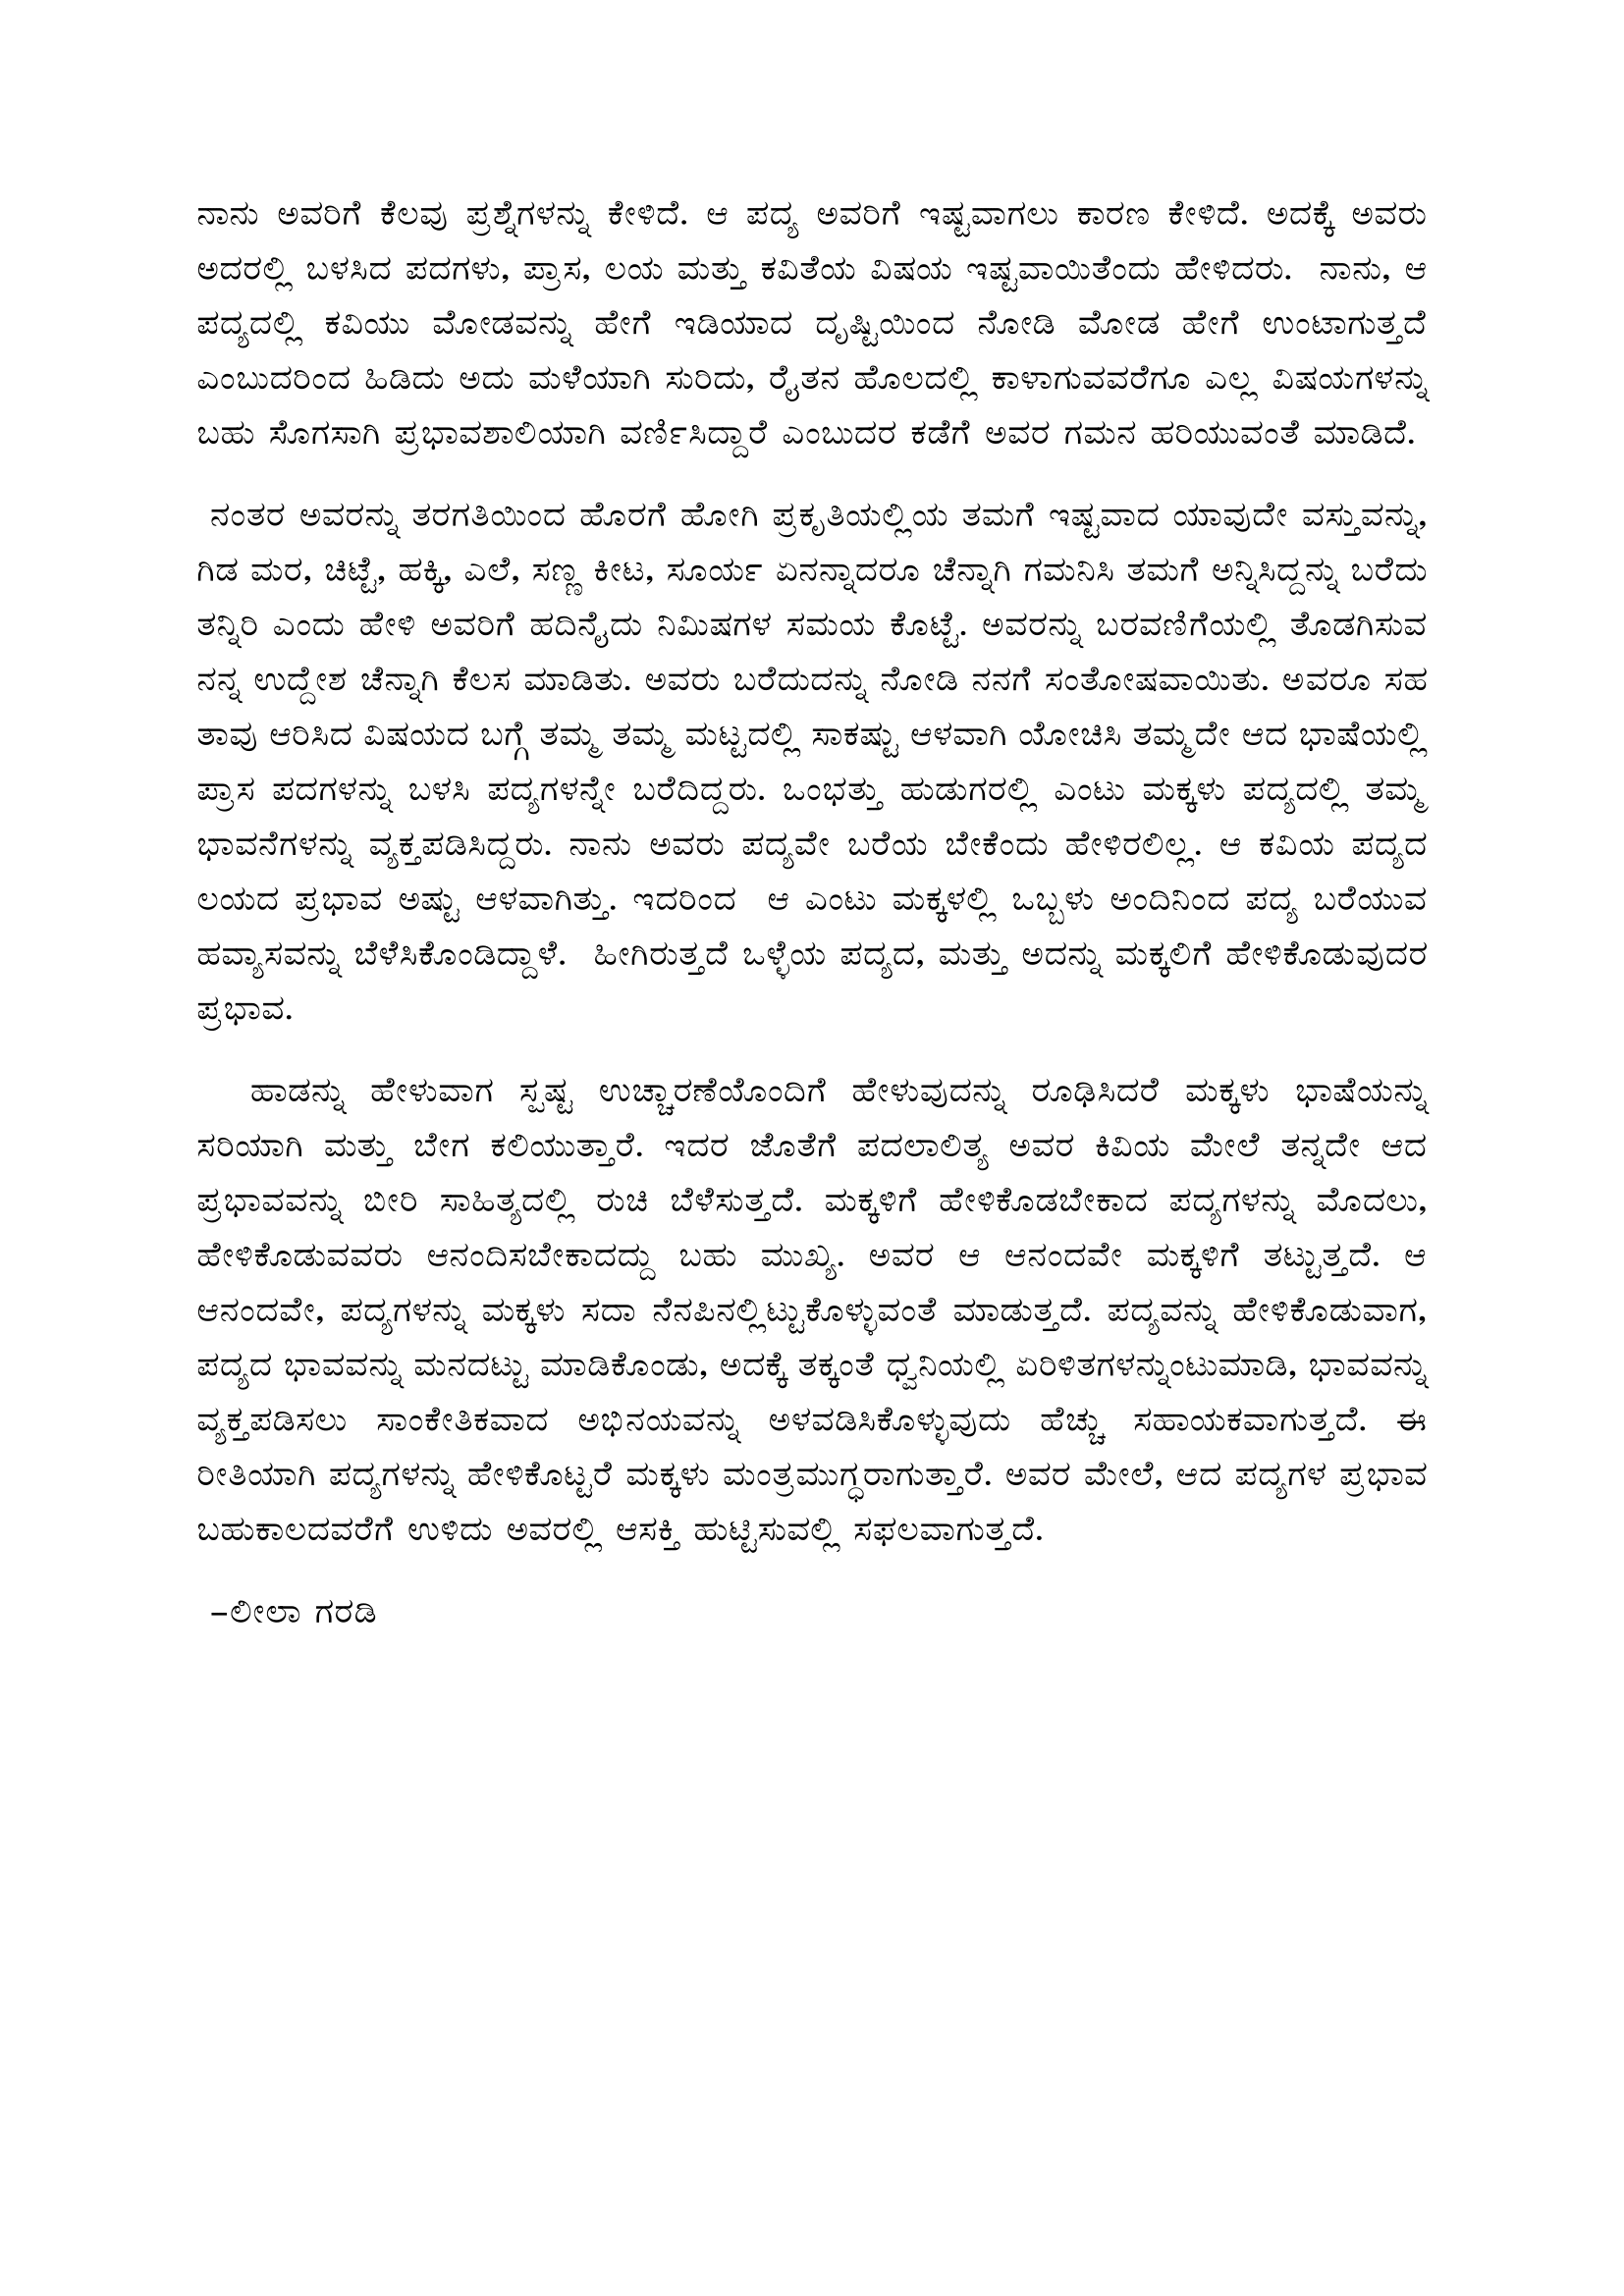 ನಾನು ಅವರಿಗೆ ಕೆಲವು ಪ್ರಶ್ನೆಗಳನ್ನು ಕೇಳಿದೆ. ಆ ಪದ್ಯ ಅವರಿಗೆ ಇಷ್ಟವಾಗಲು ಕಾರಣ ಕೇಳಿದೆ. ಅದಕ್ಕೆ ಅವರು
ಅದರಲ್ಲಿ ಬಳಸಿದ ಪದಗಳು, ಪ್ರಾಸ, ಲಯ ಮತ್ತು ಕವಿತೆಯ ವಿಷಯ ಇಷ್ಟವಾಯಿತೆಂದು ಹೇಳಿದರು. ನಾನು, ಆ
ಪದ್ಯದಲ್ಲಿ ಕವಿಯು ಮೋಡವನ್ನು ಹೇಗೆ ಇಡಿಯಾದ ದೃಷ್ಟಿಯಿಂದ ನೋಡಿ ಮೋಡ ಹೇಗೆ ಉಂಟಾಗುತ್ತದೆ
ಎಂಬುದರಿಂದ ಹಿಡಿದು ಅದು ಮಳೆಯಾಗಿ ಸುರಿದು, ರೈತನ ಹೊಲದಲ್ಲಿ ಕಾಳಾಗುವವರೆಗೂ ಎಲ್ಲ ವಿಷಯಗಳನ್ನು
ಬಹು ಸೊಗಸಾಗಿ ಪ್ರಭಾವಶಾಲಿಯಾಗಿ ವರ್ಣಿಸಿದ್ದಾರೆ ಎಂಬುದರ ಕಡೆಗೆ ಅವರ ಗಮನ ಹರಿಯುವಂತೆ ಮಾಡಿದೆ.
ನಂತರ ಅವರನ್ನು ತರಗತಿಯಿಂದ ಹೊರಗೆ ಹೋಗಿ ಪ್ರಕೃತಿಯಲ್ಲಿಯ ತಮಗೆ ಇಷ್ಟವಾದ ಯಾವುದೇ ವಸ್ತುವನ್ನು,
ಗಿಡ ಮರ, ಚಿಟ್ಟೆ, ಹಕ್ಕಿ, ಎಲೆ, ಸಣ್ಣ ಕೀಟ, ಸೂರ್ಯ ಏನನ್ನಾದರೂ ಚೆನ್ನಾಗಿ ಗಮನಿಸಿ ತಮಗೆ ಅನ್ನಿಸಿದ್ದನ್ನು ಬರೆದು
ತನ್ನಿರಿ ಎಂದು ಹೇಳಿ ಅವರಿಗೆ ಹದಿನೈದು ನಿಮಿಷಗಳ ಸಮಯ ಕೊಟ್ಟೆ. ಅವರನ್ನು ಬರವಣಿಗೆಯಲ್ಲಿ ತೊಡಗಿಸುವ
ನನ್ನ ಉದ್ದೇಶ ಚೆನ್ನಾಗಿ ಕೆಲಸ ಮಾಡಿತು. ಅವರು ಬರೆದುದನ್ನು ನೋಡಿ ನನಗೆ ಸಂತೋಷವಾಯಿತು. ಅವರೂ ಸಹ
ತಾವು ಆರಿಸಿದ ವಿಷಯದ ಬಗ್ಗೆ ತಮ್ಮ ತಮ್ಮ ಮಟ್ಟದಲ್ಲಿ ಸಾಕಷ್ಟು ಆಳವಾಗಿ ಯೋಚಿಸಿ ತಮ್ಮದೇ ಆದ ಭಾಷೆಯಲ್ಲಿ
ಪ್ರಾಸ ಪದಗಳನ್ನು ಬಳಸಿ ಪದ್ಯಗಳನ್ನೇ ಬರೆದಿದ್ದರು. ಒಂಭತ್ತು ಹುಡುಗರಲ್ಲಿ ಎಂಟು ಮಕ್ಕಳು ಪದ್ಯದಲ್ಲಿ ತಮ್ಮ
ಭಾವನೆಗಳನ್ನು ವ್ಯಕ್ತಪಡಿಸಿದ್ದರು. ನಾನು ಅವರು ಪದ್ಯವೇ ಬರೆಯ ಬೇಕೆಂದು ಹೇಳಿರಲಿಲ್ಲ. ಆ ಕವಿಯ ಪದ್ಯದ
ಲಯದ ಪ್ರಭಾವ ಅಷ್ಟು ಆಳವಾಗಿತ್ತು. ಇದರಿಂದ ಆ ಎಂಟು ಮಕ್ಕಳಲ್ಲಿ ಒಬ್ಬಳು ಅಂದಿನಿಂದ ಪದ್ಯ ಬರೆಯುವ
ಹವ್ಯಾಸವನ್ನು ಬೆಳೆಸಿಕೊಂಡಿದ್ದಾಳೆ. ಹೀಗಿರುತ್ತದೆ ಒಳ್ಳೆಯ ಪದ್ಯದ, ಮತ್ತು ಅದನ್ನು ಮಕ್ಕಲಿಗೆ ಹೇಳಿಕೊಡುವುದರ
ಪ್ರಭಾವ.
ಹಾಡನ್ನು ಹೇಳುವಾಗ ಸ್ಪಷ್ಟ ಉಚ್ಚಾರಣೆಯೊಂದಿಗೆ ಹೇಳುವುದನ್ನು ರೂಢಿಸಿದರೆ ಮಕ್ಕಳು ಭಾಷೆಯನ್ನು
ಸರಿಯಾಗಿ ಮತ್ತು ಬೇಗ ಕಲಿಯುತ್ತಾರೆ. ಇದರ ಜೊತೆಗೆ ಪದಲಾಲಿತ್ಯ ಅವರ ಕಿವಿಯ ಮೇಲೆ ತನ್ನದೇ ಆದ
ಪ್ರಭಾವವನ್ನು ಬೀರಿ ಸಾಹಿತ್ಯದಲ್ಲಿ ರುಚಿ ಬೆಳೆಸುತ್ತದೆ. ಮಕ್ಕಳಿಗೆ ಹೇಳಿಕೊಡಬೇಕಾದ ಪದ್ಯಗಳನ್ನು ಮೊದಲು,
ಹೇಳಿಕೊಡುವವರು ಆನಂದಿಸಬೇಕಾದದ್ದು ಬಹು ಮುಖ್ಯ. ಅವರ ಆ ಆನಂದವೇ ಮಕ್ಕಳಿಗೆ ತಟ್ಟುತ್ತದೆ. ಆ
ಆನಂದವೇ, ಪದ್ಯಗಳನ್ನು ಮಕ್ಕಳು ಸದಾ ನೆನಪಿನಲ್ಲಿಟ್ಟುಕೊಳ್ಳುವಂತೆ ಮಾಡುತ್ತದೆ. ಪದ್ಯವನ್ನು ಹೇಳಿಕೊಡುವಾಗ,
ಪದ್ಯದ ಭಾವವನ್ನು ಮನದಟ್ಟು ಮಾಡಿಕೊಂಡು, ಅದಕ್ಕೆ ತಕ್ಕಂತೆ ಧ್ವನಿಯಲ್ಲಿ ಏರಿಳಿತಗಳನ್ನುಂಟುಮಾಡಿ, ಭಾವವನ್ನು
ವ್ಯಕ್ತಪಡಿಸಲು ಸಾಂಕೇತಿಕವಾದ ಅಭಿನಯವನ್ನು ಅಳವಡಿಸಿಕೊಳ್ಳುವುದು ಹೆಚ್ಚು ಸಹಾಯಕವಾಗುತ್ತದೆ. ಈ
ರೀತಿಯಾಗಿ ಪದ್ಯಗಳನ್ನು ಹೇಳಿಕೊಟ್ಟರೆ ಮಕ್ಕಳು ಮಂತ್ರಮುಗ್ಧರಾಗುತ್ತಾರೆ. ಅವರ ಮೇಲೆ, ಆದ ಪದ್ಯಗಳ ಪ್ರಭಾವ
ಬಹುಕಾಲದವರೆಗೆ ಉಳಿದು ಅವರಲ್ಲಿ ಆಸಕ್ತಿ ಹುಟ್ಟಿಸುವಲ್ಲಿ ಸಫಲವಾಗುತ್ತದೆ.
–ಲೀಲಾ ಗರಡಿ